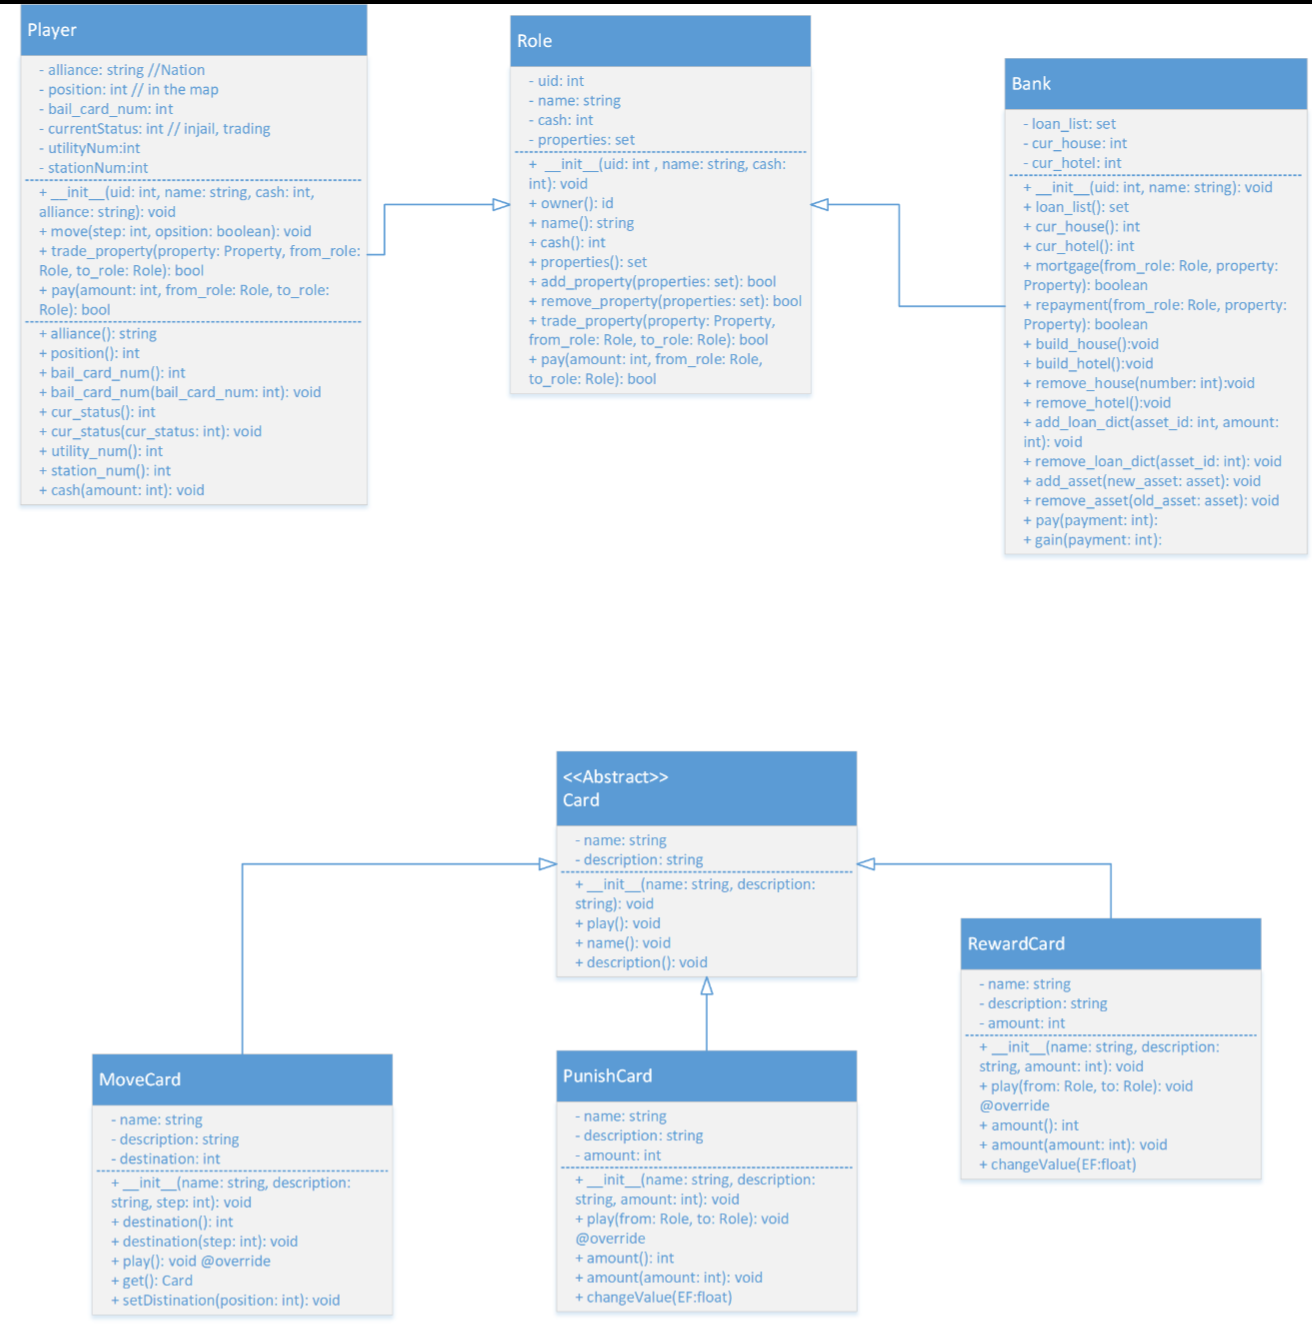 Player
- alliance: string //Nation
- position: int // in the map
- bail_card_num: int
- currentStatus: int // injail, trading
- utilityNum:int
- stationNum:int
+ __init__(uid: int, name: string, cash: int,
alliance: string): void
+ move(step: int, opsition: boolean): void
+ trade_property(property: Property, from_role:
Role, to_role: Role): bool
+ pay(amount: int, from_role: Role, to_role:
Role): bool
+ alliance(): string
+ position(): int
+ bail_card_num(): int
+ bail_card_num(bail_card_num: int): void
+ cur_status(): int
+ cur_status(cur_status: int): void
+ utility_num(): int
+ station_num(): int
+ cash(amount: int): void
Role
- uid: int
- name: string
- cash: int
- properties: set
+ __init__(uid: int , name: string, cash:
int): void
+ owner(): id
+ name(): string
+ cash(): int
+ properties(): set
+ add_property(properties: set): bool
+ remove_property(properties: set): bool
+ trade_property(property: Property,
from_role: Role, to_role: Role): bool
+ pay(amount: int, from_role: Role,
to_role: Role): bool
Bank
- loan_list: set
- cur_house: int
- cur_hotel: int
+ __init__(uid: int, name: string): void
+ loan_list(): set
+ cur_house(): int
+ cur_hotel(): int
+ mortgage(from_role: Role, property:
Property): boolean
+ repayment(from_role: Role, property:
Property): boolean
+ build_house():void
+ build_hotel():void
+ remove_house(number: int):void
+ remove_hotel():void
+ add_loan_dict(asset_id: int, amount:
int): void
+ remove_loan_dict(asset_id: int): void
+ add_asset(new_asset: asset): void
+ remove_asset(old_asset: asset): void
+ pay(payment: int):
+ gain(payment: int):
<<Abstract>>
Card
- name: string
- description: string
+ __init__(name: string, description:
string): void
+ play(): void
+ name(): void
+ description(): void
MoveCard
- name: string
- description: string
- destination: int
+ __init__(name: string, description:
string, step: int): void
+ destination(): int
+ destination(step: int): void
+ play(): void @override
+ get(): Card
+ setDistination(position: int): void
PunishCard
- name: string
- description: string
- amount: int
+ __init__(name: string, description:
string, amount: int): void
+ play(from: Role, to: Role): void
@override
+ amount(): int
+ amount(amount: int): void
+ changeValue(EF:float)
RewardCard
- name: string
- description: string
- amount: int
+ __init__(name: string, description:
string, amount: int): void
+ play(from: Role, to: Role): void
@override
+ amount(): int
+ amount(amount: int): void
+ changeValue(EF:float)